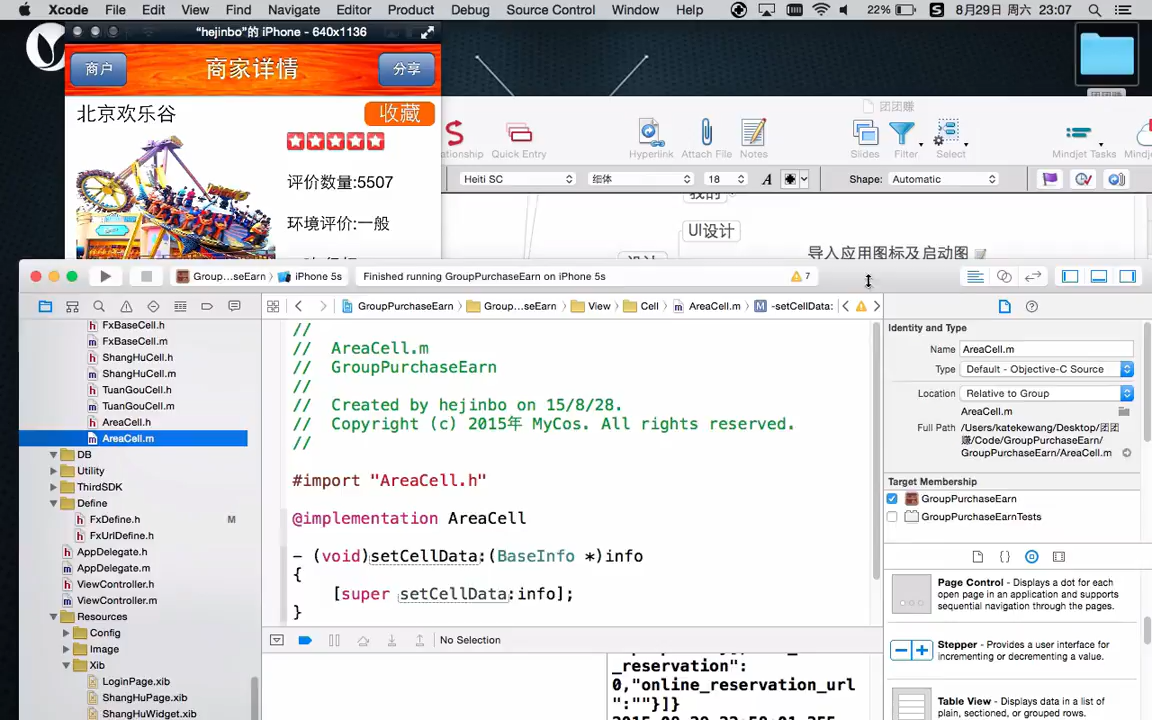 Xcode File Edit View Find Navigate Editor Product Debug Source Control Window Help 22% 8月29日 周六 23:07
“hejinbo”的 iPhone - 640x1136
商户 商家详情 分享
北京欢乐谷 收藏
评价数量:5507
环境评价:一般
团团赚
Quick Entry Hyperlink Attach File Notes Slides Filter Select Mindjet Tasks
Heiti SC 细体 18 A Shape: Automatic
UI设计
导入应用图标及启动图
Group...seEarn iPhone 5s Finished running GroupPurchaseEarn on iPhone 5s 7
GroupPurchaseEarn Group...seEarn View Cell AreaCell.m M -setCellData:
FxBaseCell.h
FxBaseCell.m
ShangHuCell.h
ShangHuCell.m
TuanGouCell.h
TuanGouCell.m
AreaCell.h
AreaCell.m
DB
Utility
ThirdSDK
Define
FxDefine.h M
FxUrlDefine.h
AppDelegate.h
AppDelegate.m
ViewController.h
ViewController.m
Resources
Config
Image
Xib
LoginPage.xib
ShangHuPage.xib
ShangHuWidget.xib
//
// AreaCell.m
// GroupPurchaseEarn
//
// Created by hejinbo on 15/8/28.
// Copyright (c) 2015年 MyCos. All rights reserved.
//
#import "AreaCell.h"
@implementation AreaCell
- (void)setCellData:(BaseInfo *)info
{
[super setCellData:info];
}
No Selection
_reservation":
0,"online_reservation_url
":""}]}
Identity and Type
Name AreaCell.m
Type Default - Objective-C Source
Location Relative to Group
AreaCell.m
Full Path /Users/katekewang/Desktop/团团
赚/Code/GroupPurchaseEarn/
GroupPurchaseEarn/AreaCell.m
Target Membership
GroupPurchaseEarn
GroupPurchaseEarnTests
Page Control - Displays a dot for each
open page in an application and supports
sequential navigation through the pages.
Stepper - Provides a user interface for
incrementing or decrementing a value.
Table View - Displays data in a list of
plain, sectioned, or grouped rows.